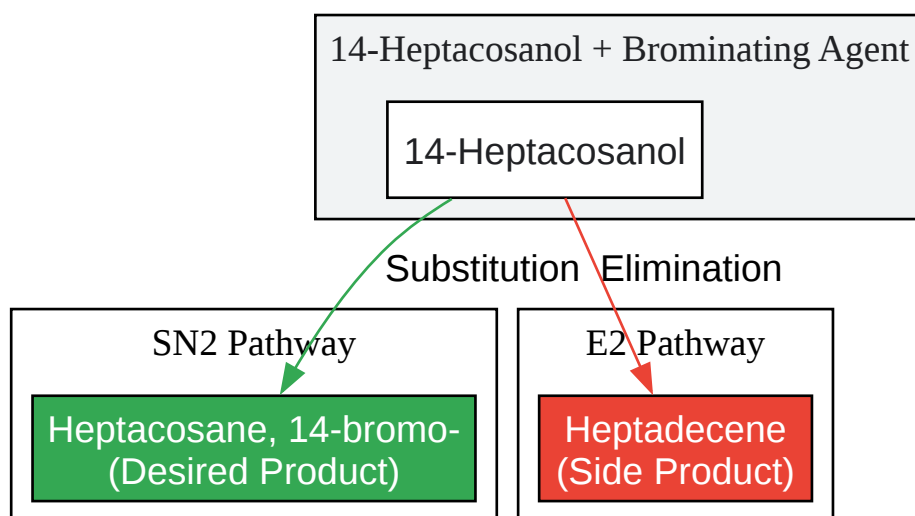 14-Heptacosanol + Brominating Agent
14-Heptacosanol
Substitution
Elimination
SN2 Pathway
E2 Pathway
Heptacosane, 14-bromo-
(Desired Product)
Heptadecene
(Side Product)